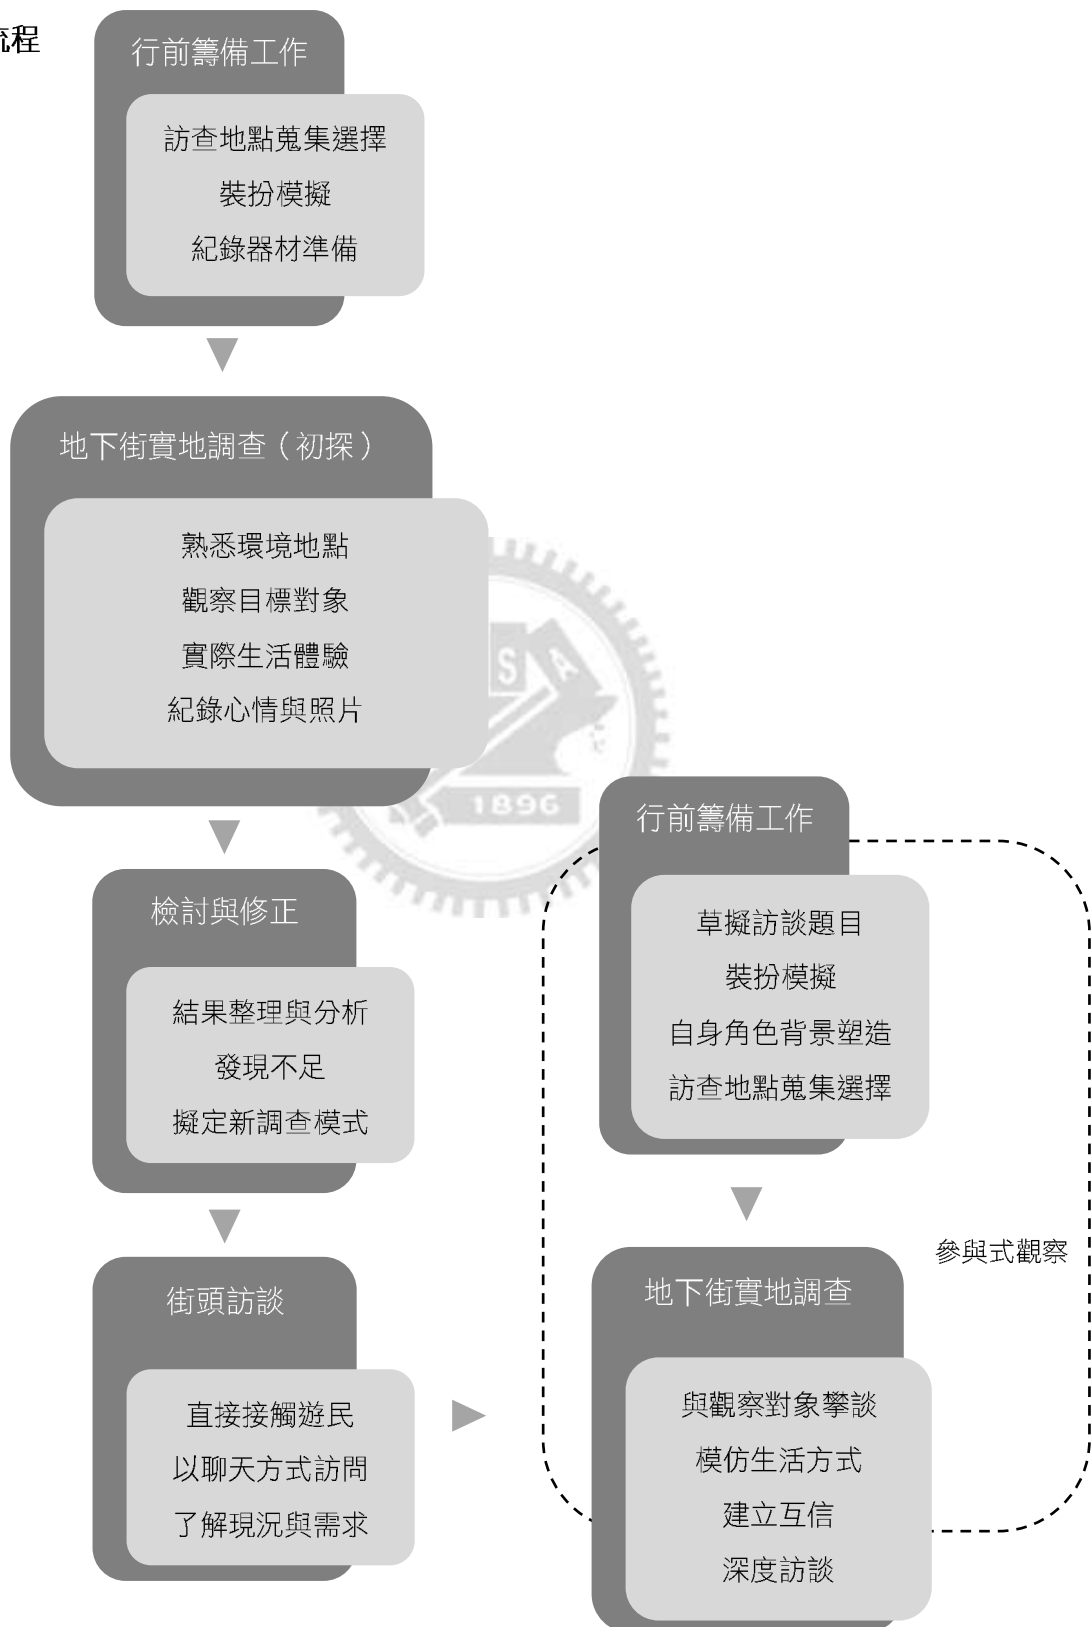 流程
行前籌備工作
訪查地點蒐集選擇
裝扮模擬
紀錄器材準備
地下街實地調查（初探）
熟悉環境地點
觀察目標對象
實際生活體驗
紀錄心情與照片
檢討與修正
結果整理與分析
發現不足
擬定新調查模式
街頭訪談
直接接觸遊民
以聊天方式訪問
了解現況與需求
行前籌備工作
草擬訪談題目
裝扮模擬
自身角色背景塑造
訪查地點蒐集選擇
地下街實地調查
與觀察對象攀談
模仿生活方式
建立互信
深度訪談
參與式觀察
S A
1896